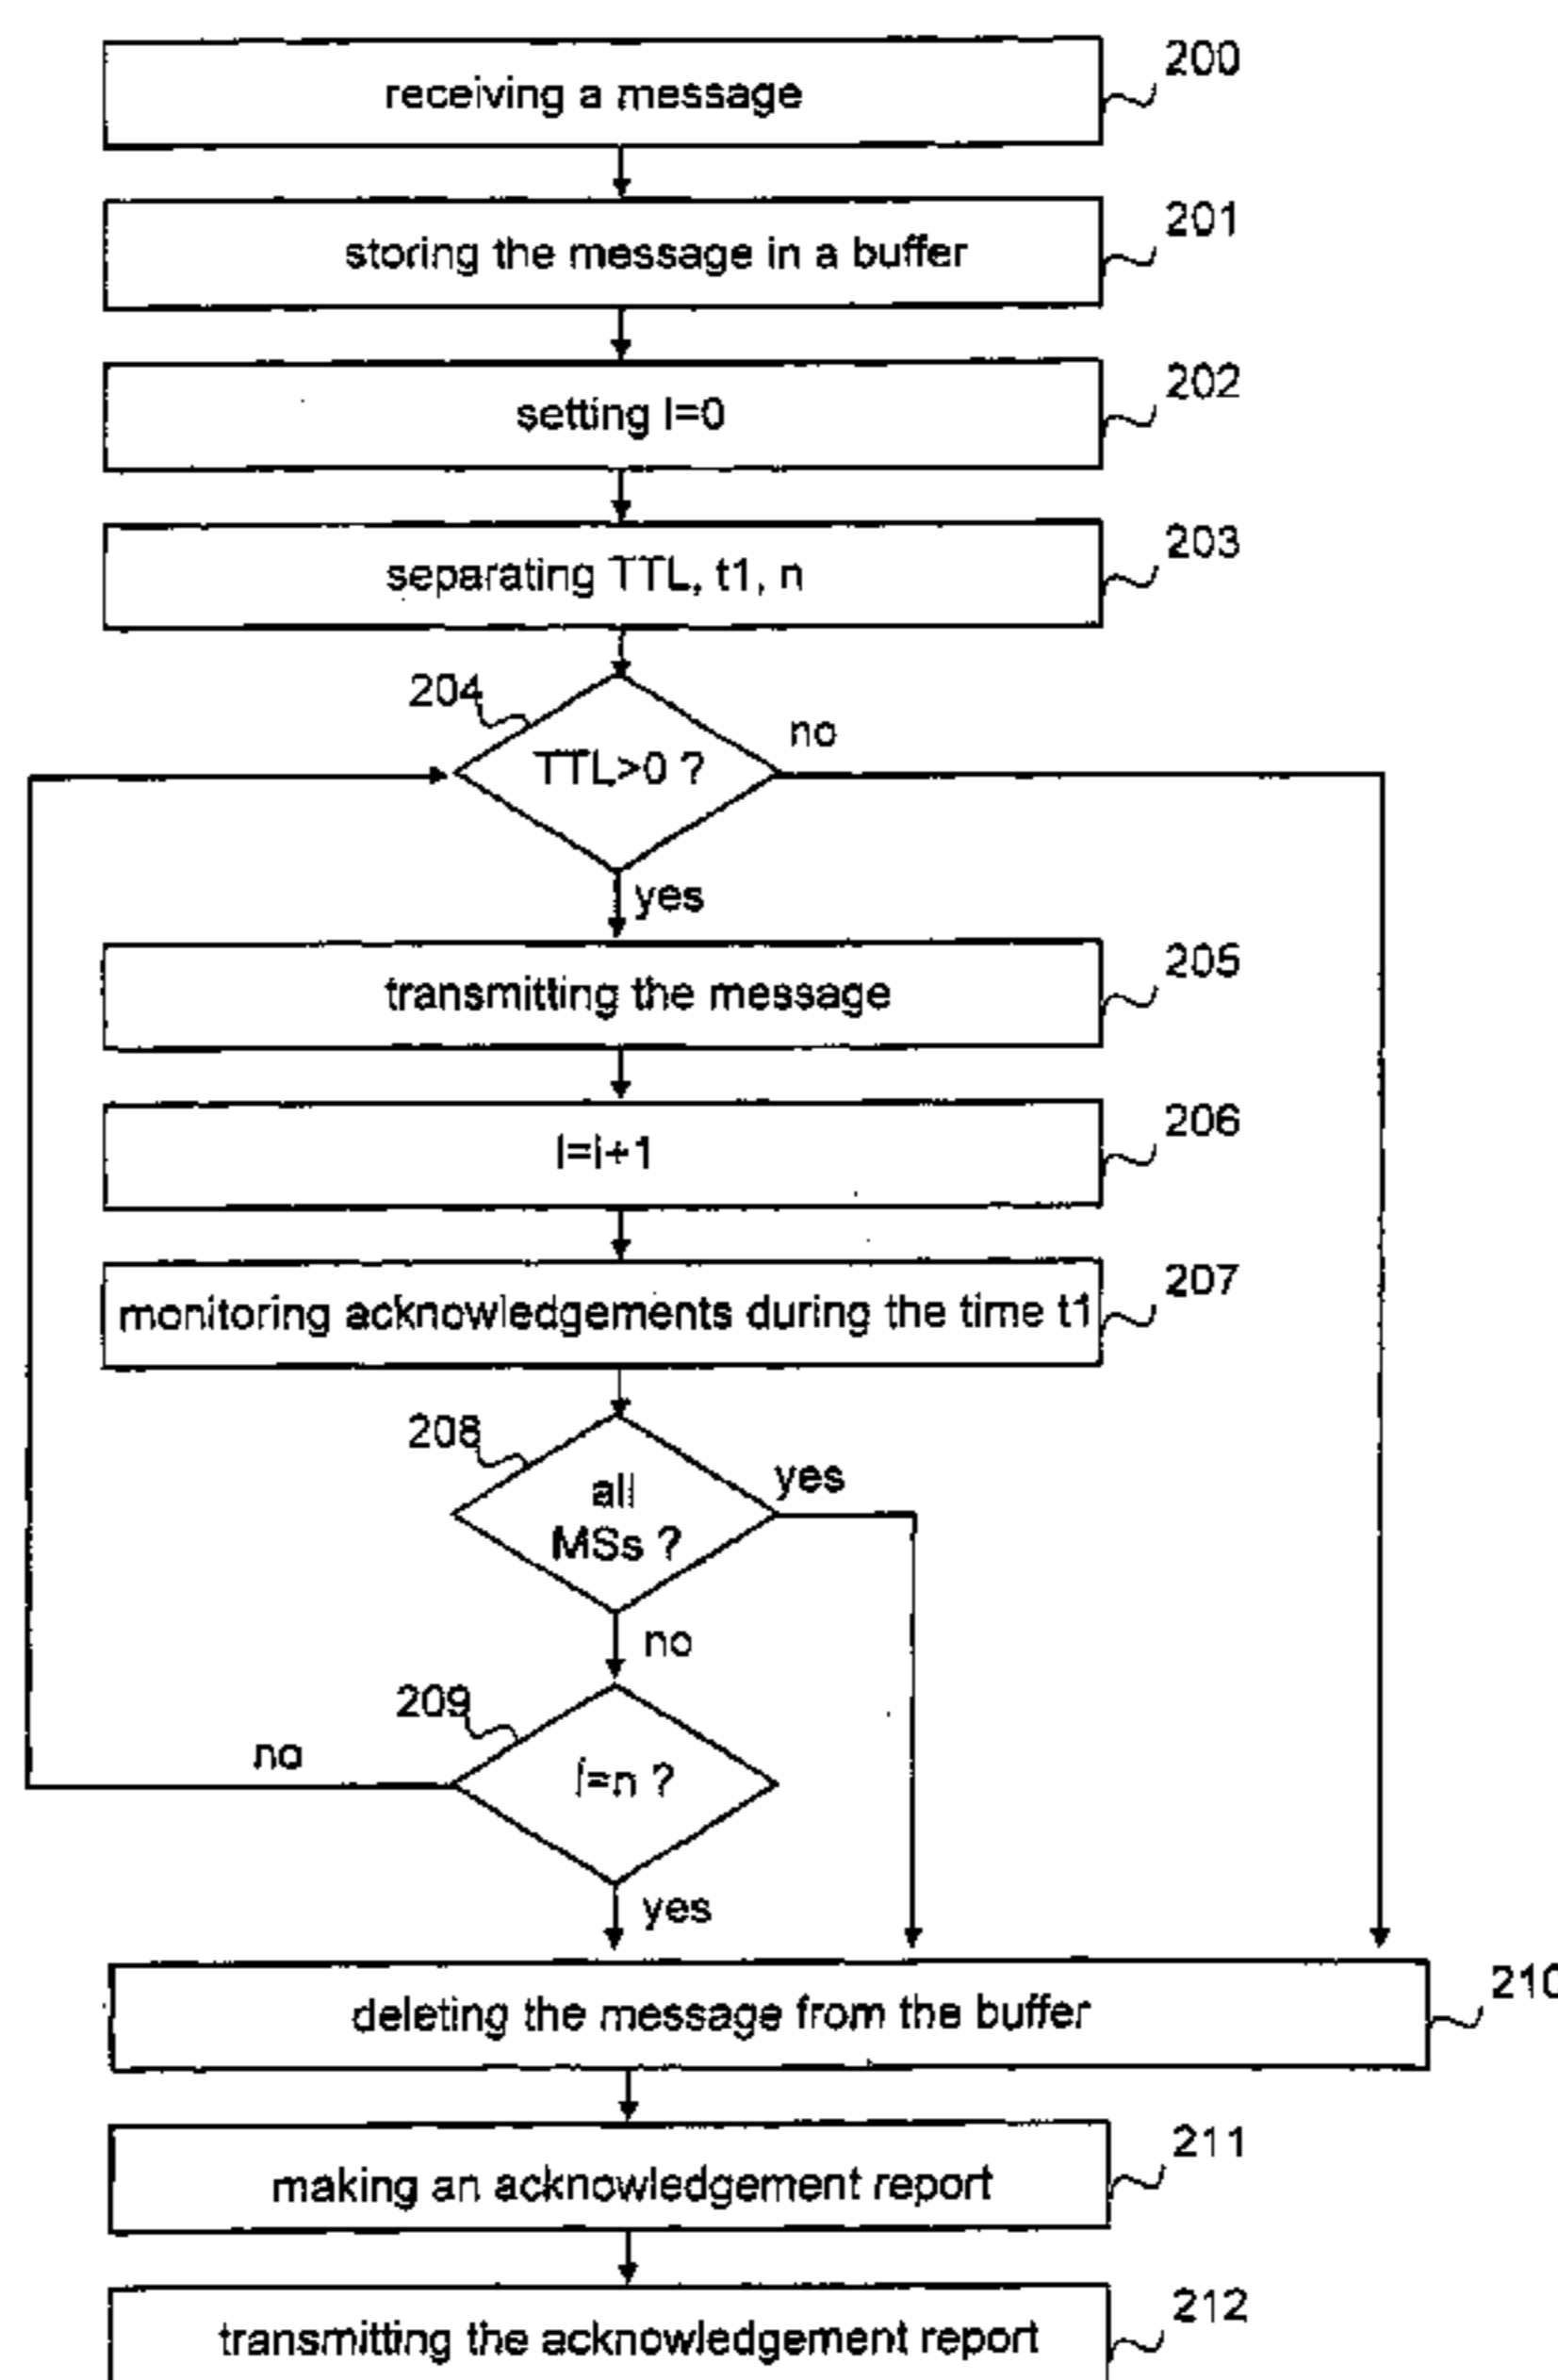 receiving a message
200
storing the message in a buffer
201
setting I=0
202
separating TTL, t1, n
203
204
TTL>0 ?
no
yes
transmitting the message
205
I=i+1
206
monitoring acknowledgements during the time t1
207
208
all
MSs ?
yes
no
209
i=n ?
no
yes
deleting the message from the buffer
210
making an acknowledgement report
211
transmitting the acknowledgement report
212